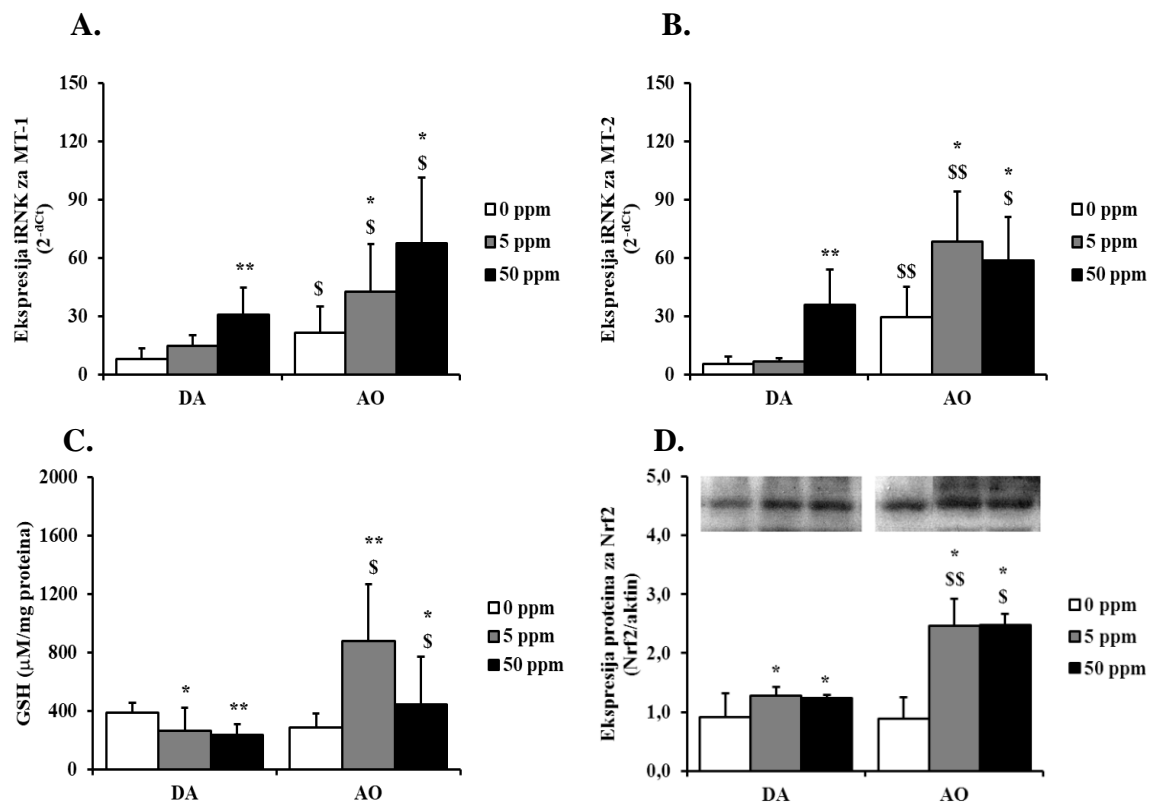 A.
150
120
90
60
30
0
Ekspresija iRNK za MT-1
(2^-dCt)
**
$
*
$
*
$
DA
AO
0 ppm
5 ppm
50 ppm
B.
150
120
90
60
30
0
Ekspresija iRNK za MT-2
(2^-dCt)
**
$$
*
$$
*
$
DA
AO
0 ppm
5 ppm
50 ppm
C.
2000
1600
1200
800
400
0
GSH (µM/mg proteina)
*
**
**
$
*
$
DA
AO
0 ppm
5 ppm
50 ppm
D.
5,0
4,0
3,0
2,0
1,0
0,0
Ekspresija proteina za Nrf2
(Nrf2/aktin)
*
*
*
$$
*
$
DA
AO
0 ppm
5 ppm
50 ppm